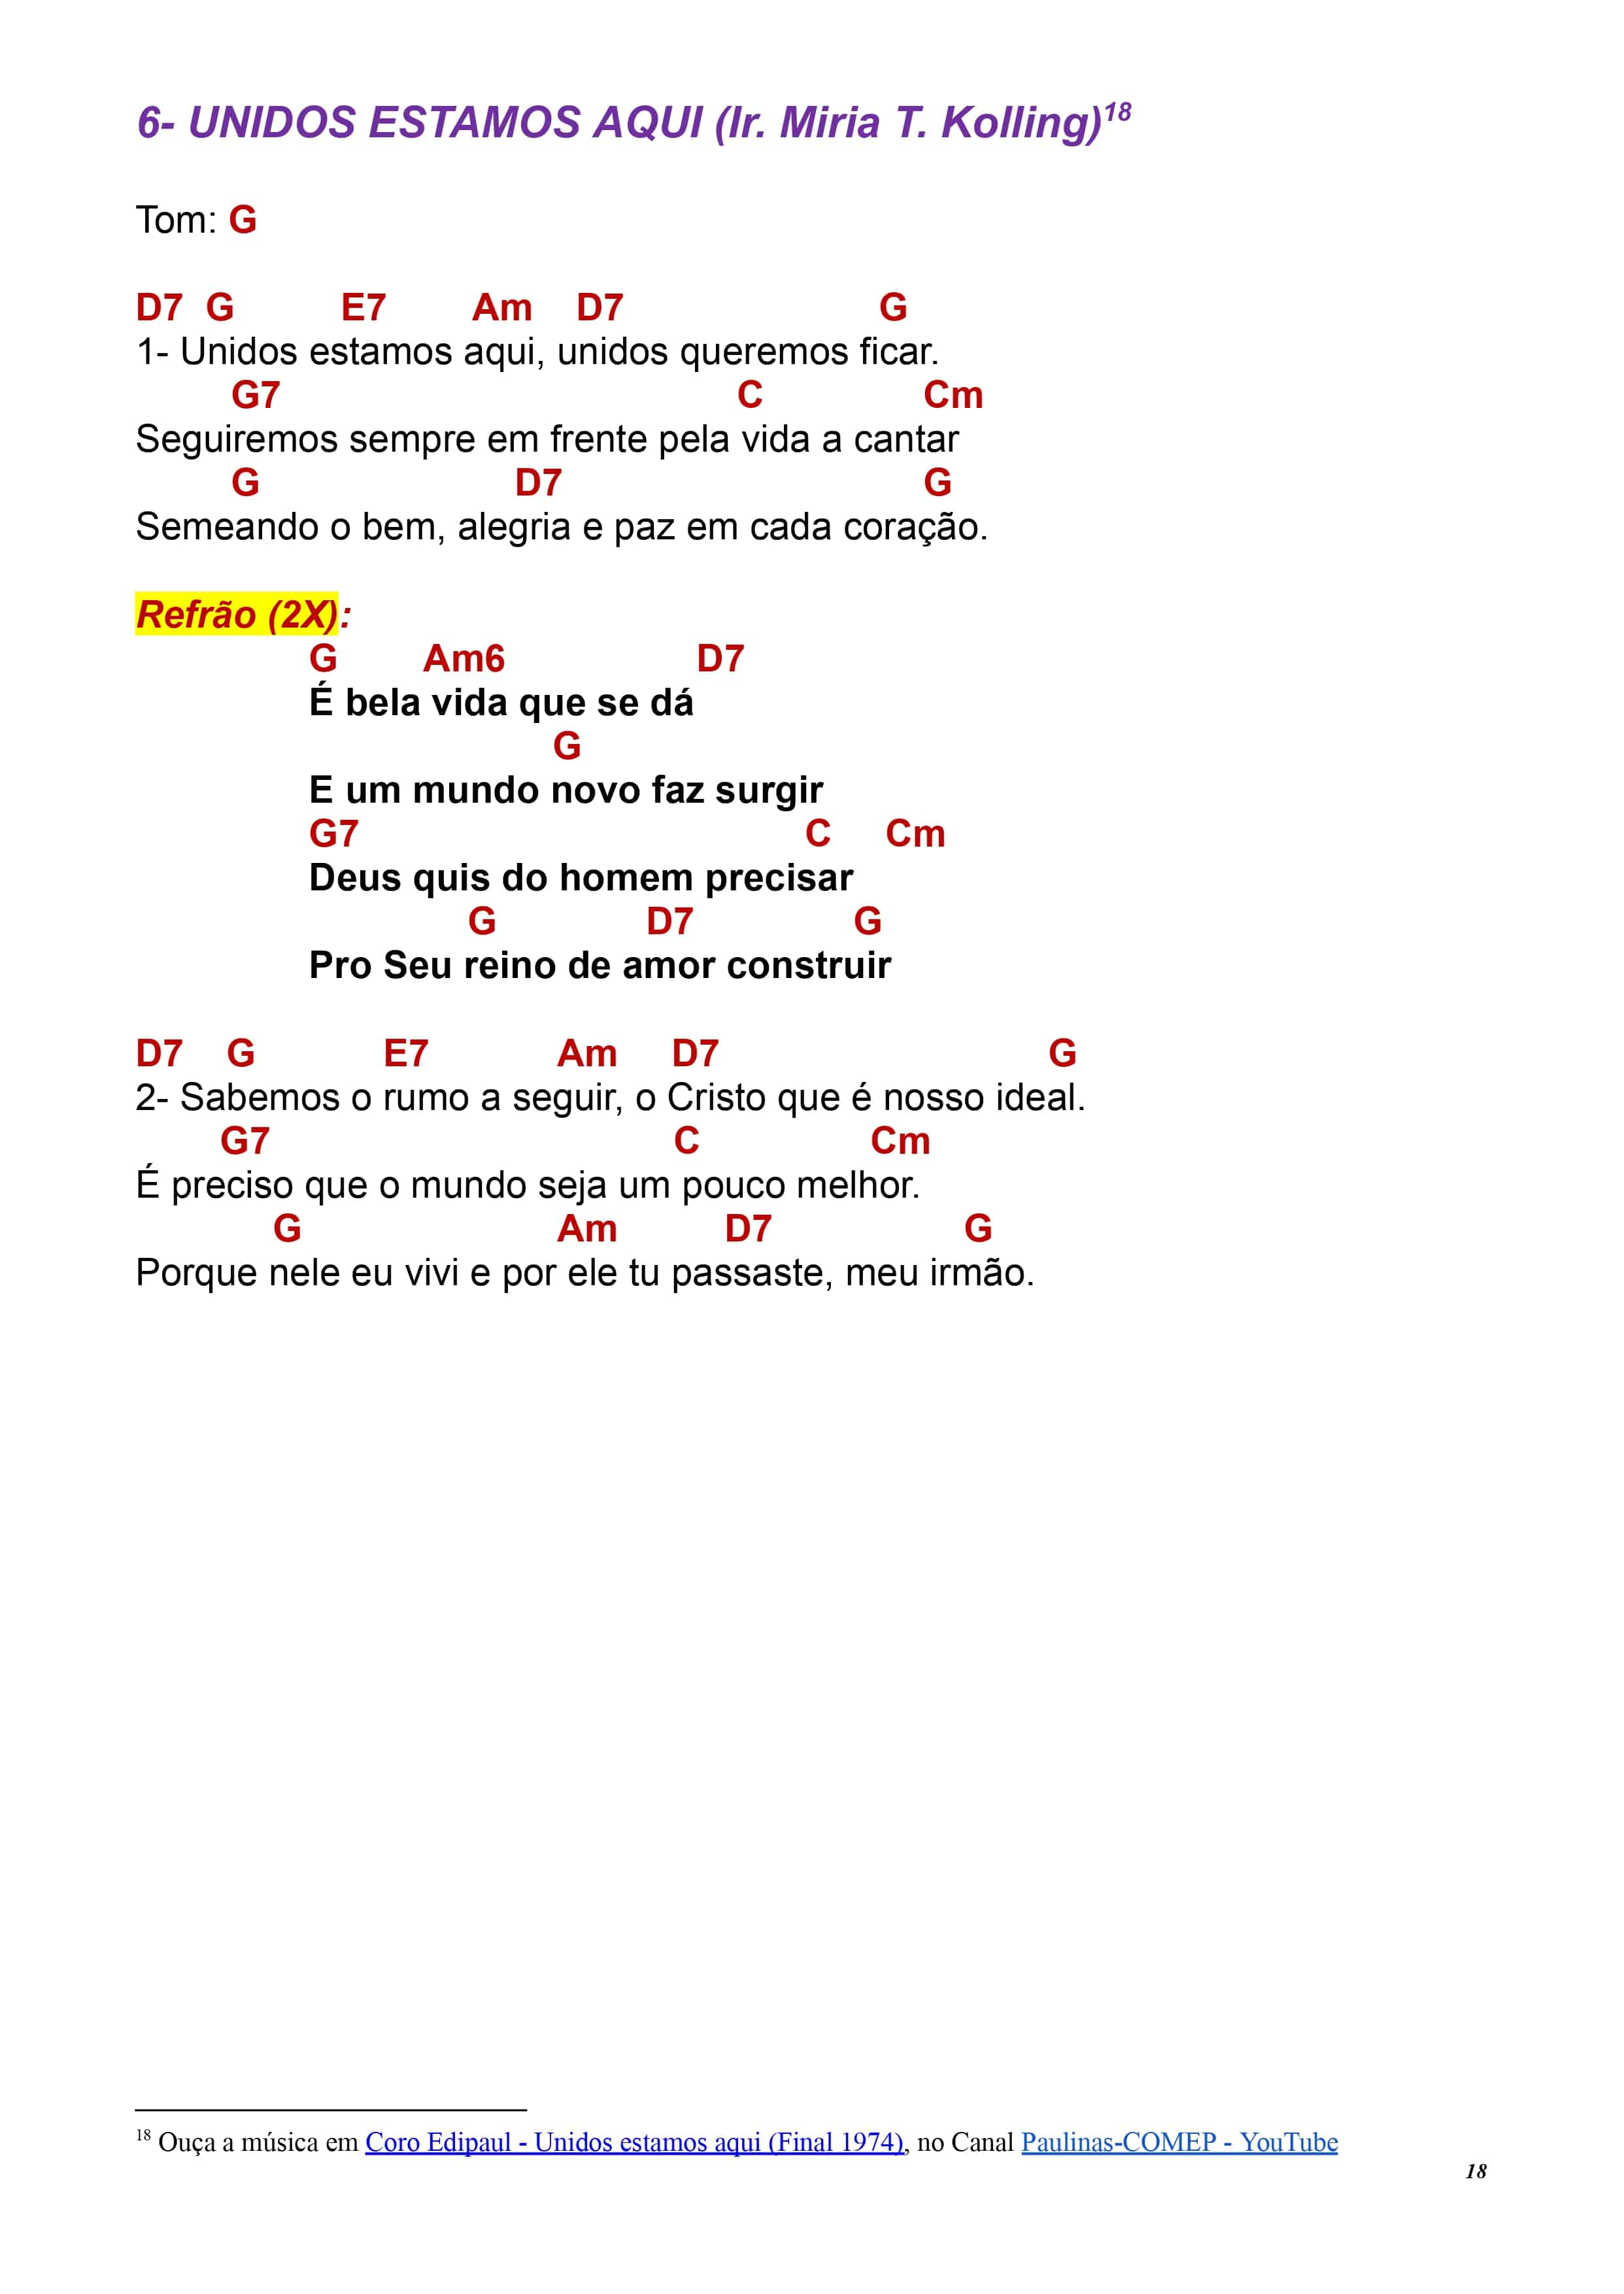 6- UNIDOS ESTAMOS AQUI (Ir. Miria T. Kolling)18
Tom: G
D7 G E7 Am D7 G
1- Unidos estamos aqui, unidos queremos ficar.
G7 C Cm
Seguiremos sempre em frente pela vida a cantar
G D7 G
Semeando o bem, alegria e paz em cada coração.
Refrão (2X):
G Am6 D7
É bela vida que se dá
G
E um mundo novo faz surgir
G7 C Cm
Deus quis do homem precisar
G D7 G
Pro Seu reino de amor construir
D7 G E7 Am D7 G
2- Sabemos o rumo a seguir, o Cristo que é nosso ideal.
G7 C Cm
É preciso que o mundo seja um pouco melhor.
G Am D7 G
Porque nele eu vivi e por ele tu passaste, meu irmão.
18 Ouça a música em Coro Edipaul - Unidos estamos aqui (Final 1974), no Canal Paulinas-COMEP - YouTube
18